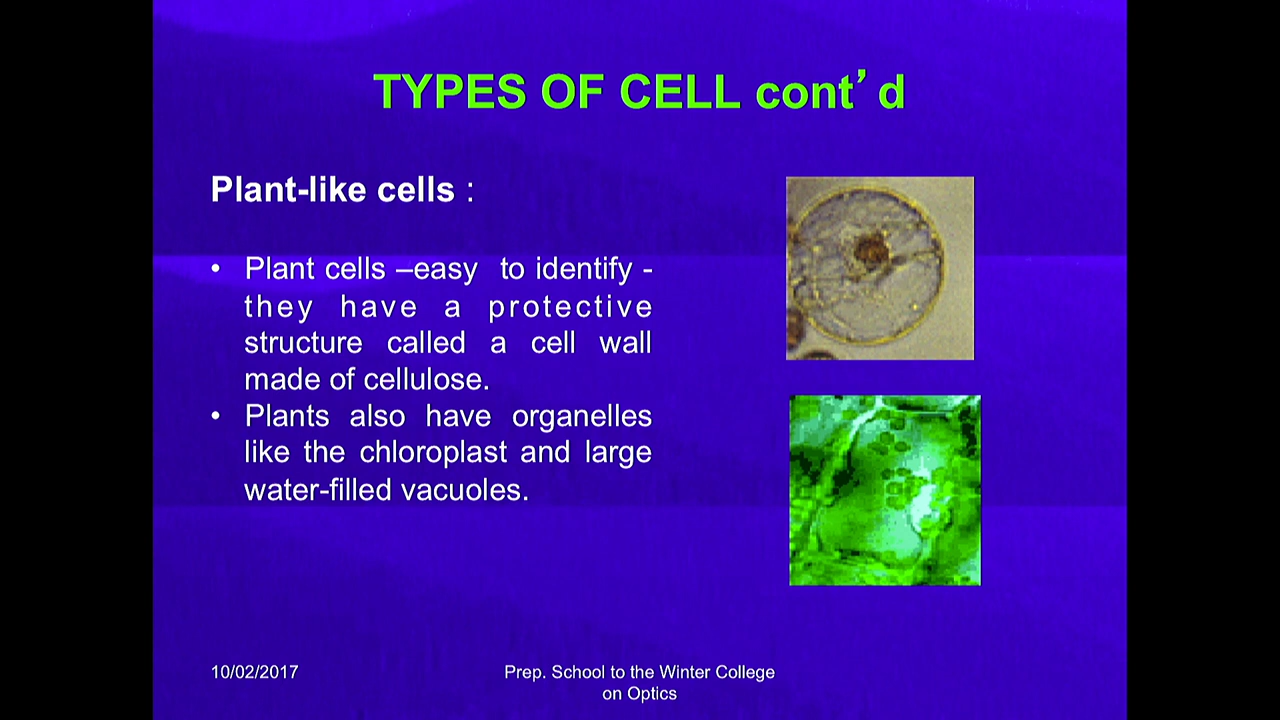 TYPES OF CELL cont’d
Plant-like cells :
• Plant cells –easy to identify -
they have a protective
structure called a cell wall
made of cellulose.
• Plants also have organelles
like the chloroplast and large
water-filled vacuoles.
10/02/2017
Prep. School to the Winter College
on Optics